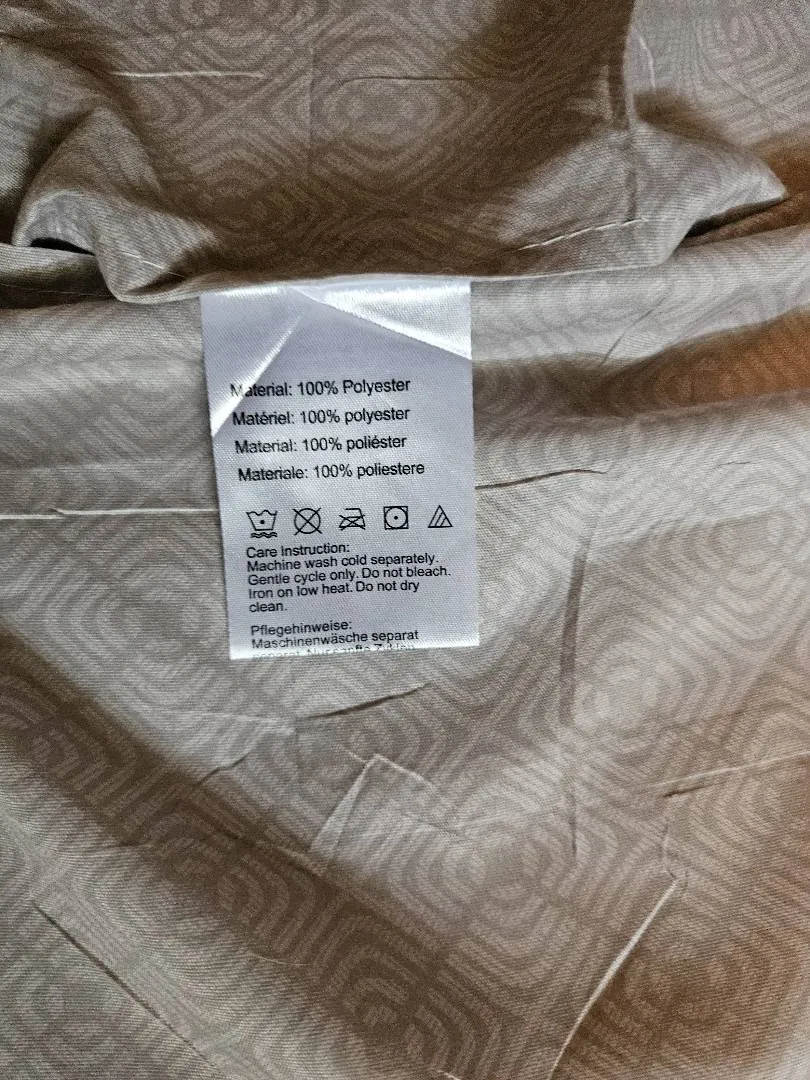 Material: 100% Polyester
Matériel: 100% polyester
Material: 100% poliéster
Materiale: 100% poliestere
Care Instruction:
Machine wash cold separately.
Gentle cycle only. Do not bleach.
Iron on low heat. Do not dry
clean.
Pflegehinweise:
Maschinenwäsche separat